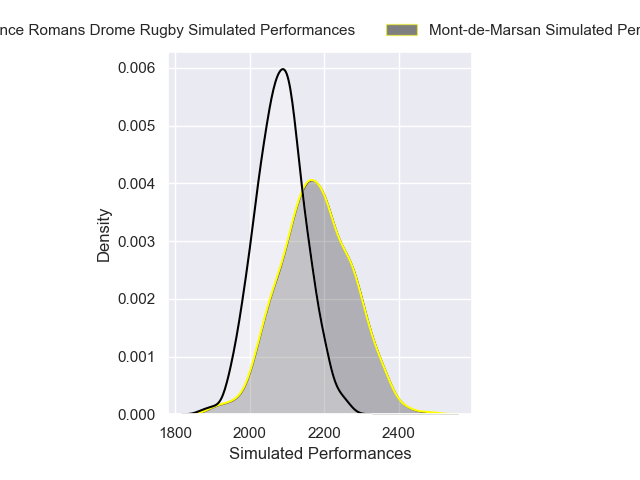 nce Romans Drome Rugby Simulated Performances
Mont-de-Marsan Simulated Per
0.006
0.005
0.004
0.003
0.002
0.001
0.000
Density
1800
2000
2200
2400
Simulated Performances